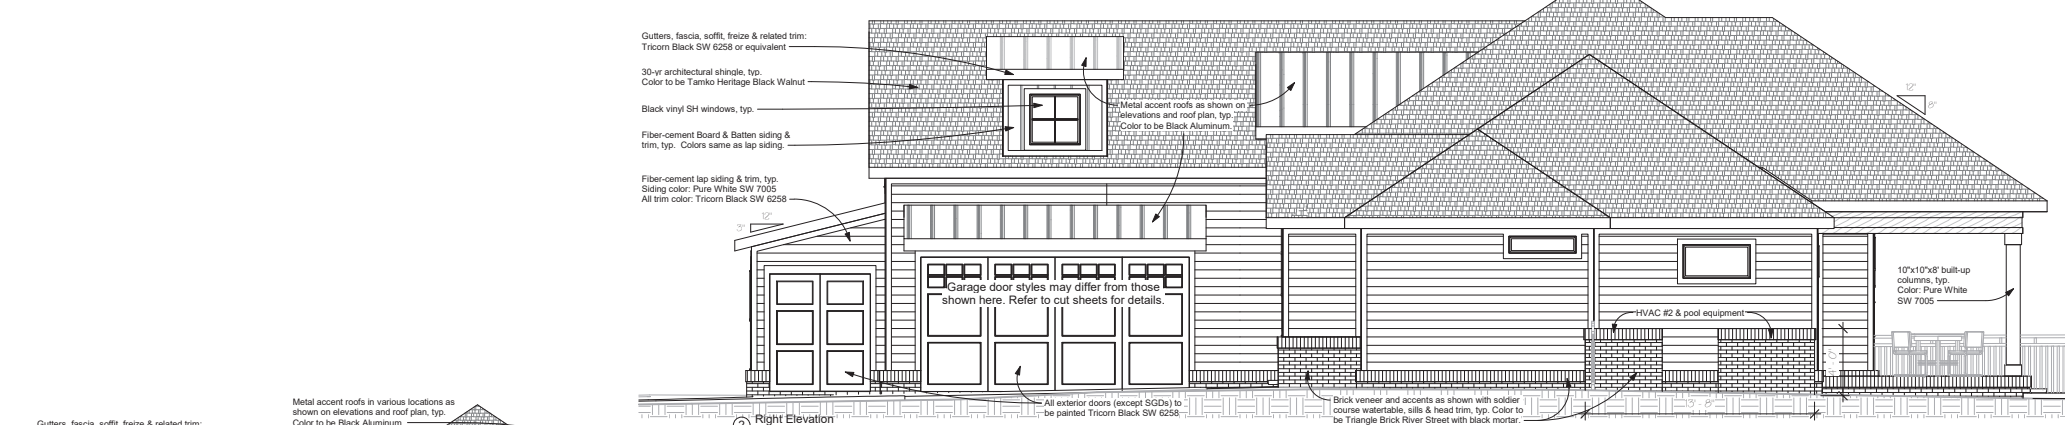 Gutters, fascia, soffit, freize & related trim:
Tricorn Black SW 6258 or equivalent
30-yr architectural shingle, typ.
Color to be Tamko Heritage Black Walnut
Black vinyl SH windows, typ.
Fiber-cement Board & Batten siding &
trim, typ.  Colors same as lap siding.
Fiber-cement lap siding & trim, typ.
Siding color: Pure White SW 7005
All trim color: Tricorn Black SW 6258
12"
3"
Metal accent roofs as shown on
elevations and roof plan, typ.
Color to be Black Aluminum.
12"
8"
Garage door styles may differ from those
shown here. Refer to cut sheets for details.
10"x10"x8' built-up
columns, typ.
Color: Pure White
SW 7005
HVAC #2 & pool equipment
All exterior doors (except SGDs) to
be painted Tricorn Black SW 6258
Brick veneer and accents as shown with soldier
course watertable, sills & head trim, typ. Color to
be Triangle Brick River Street with black mortar.
2
Right Elevation
Metal accent roofs in various locations as
shown on elevations and roof plan, typ.
Color to be Black Aluminum
Gutters, fascia, soffit, freize & related trim: